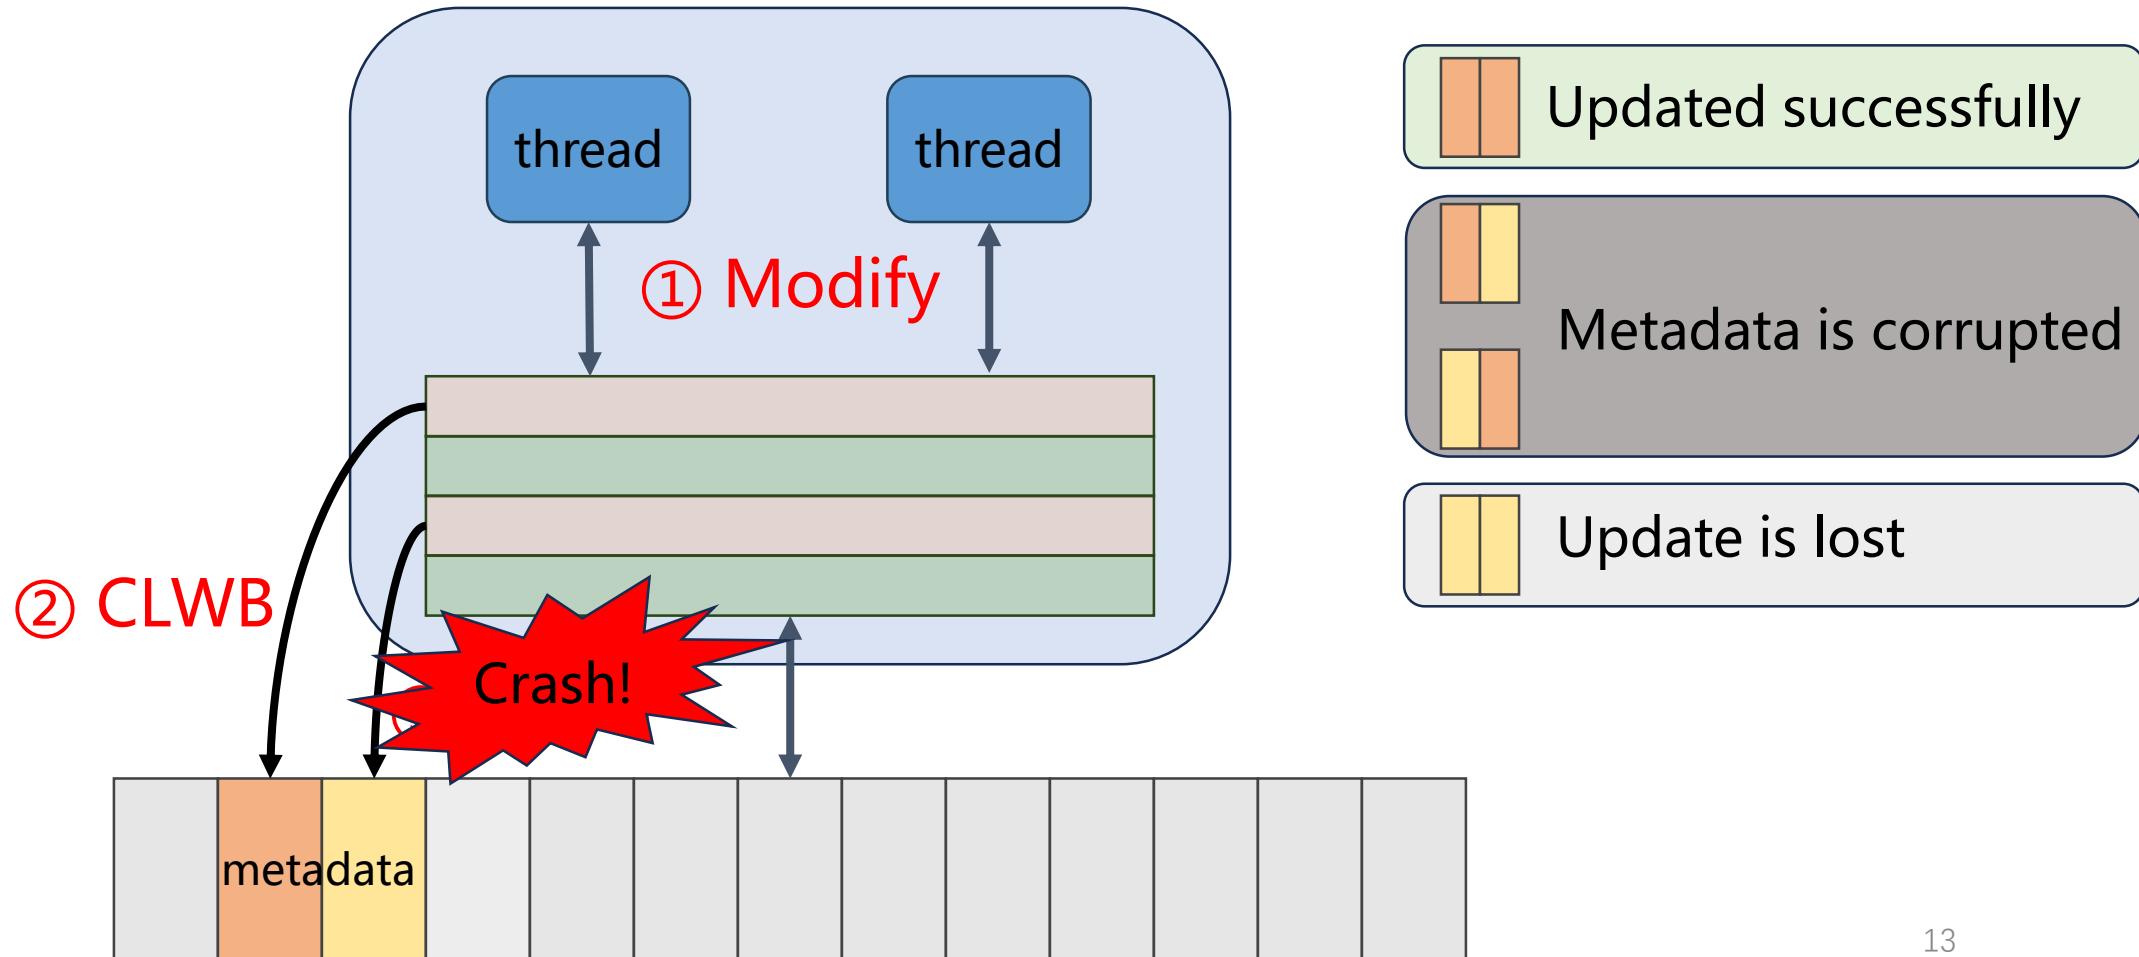 thread
thread
① Modify
② CLWB
Crash!
metadata
Updated successfully
Metadata is corrupted
Update is lost
13